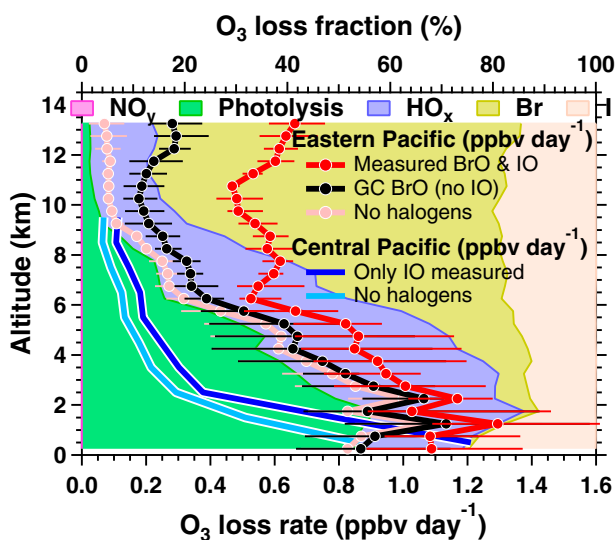 O₃ loss fraction (%)
0 20 40 60 80 100
14
12
10
8
6
4
2
0
Altitude (km)
NOy Photolysis HOx Br I
Eastern Pacific (ppbv day⁻¹)
Measured BrO & IO
GC BrO (no IO)
No halogens
Central Pacific (ppbv day⁻¹)
Only IO measured
No halogens
0.0 0.2 0.4 0.6 0.8 1.0 1.2 1.4 1.6
O₃ loss rate (ppbv day⁻¹)